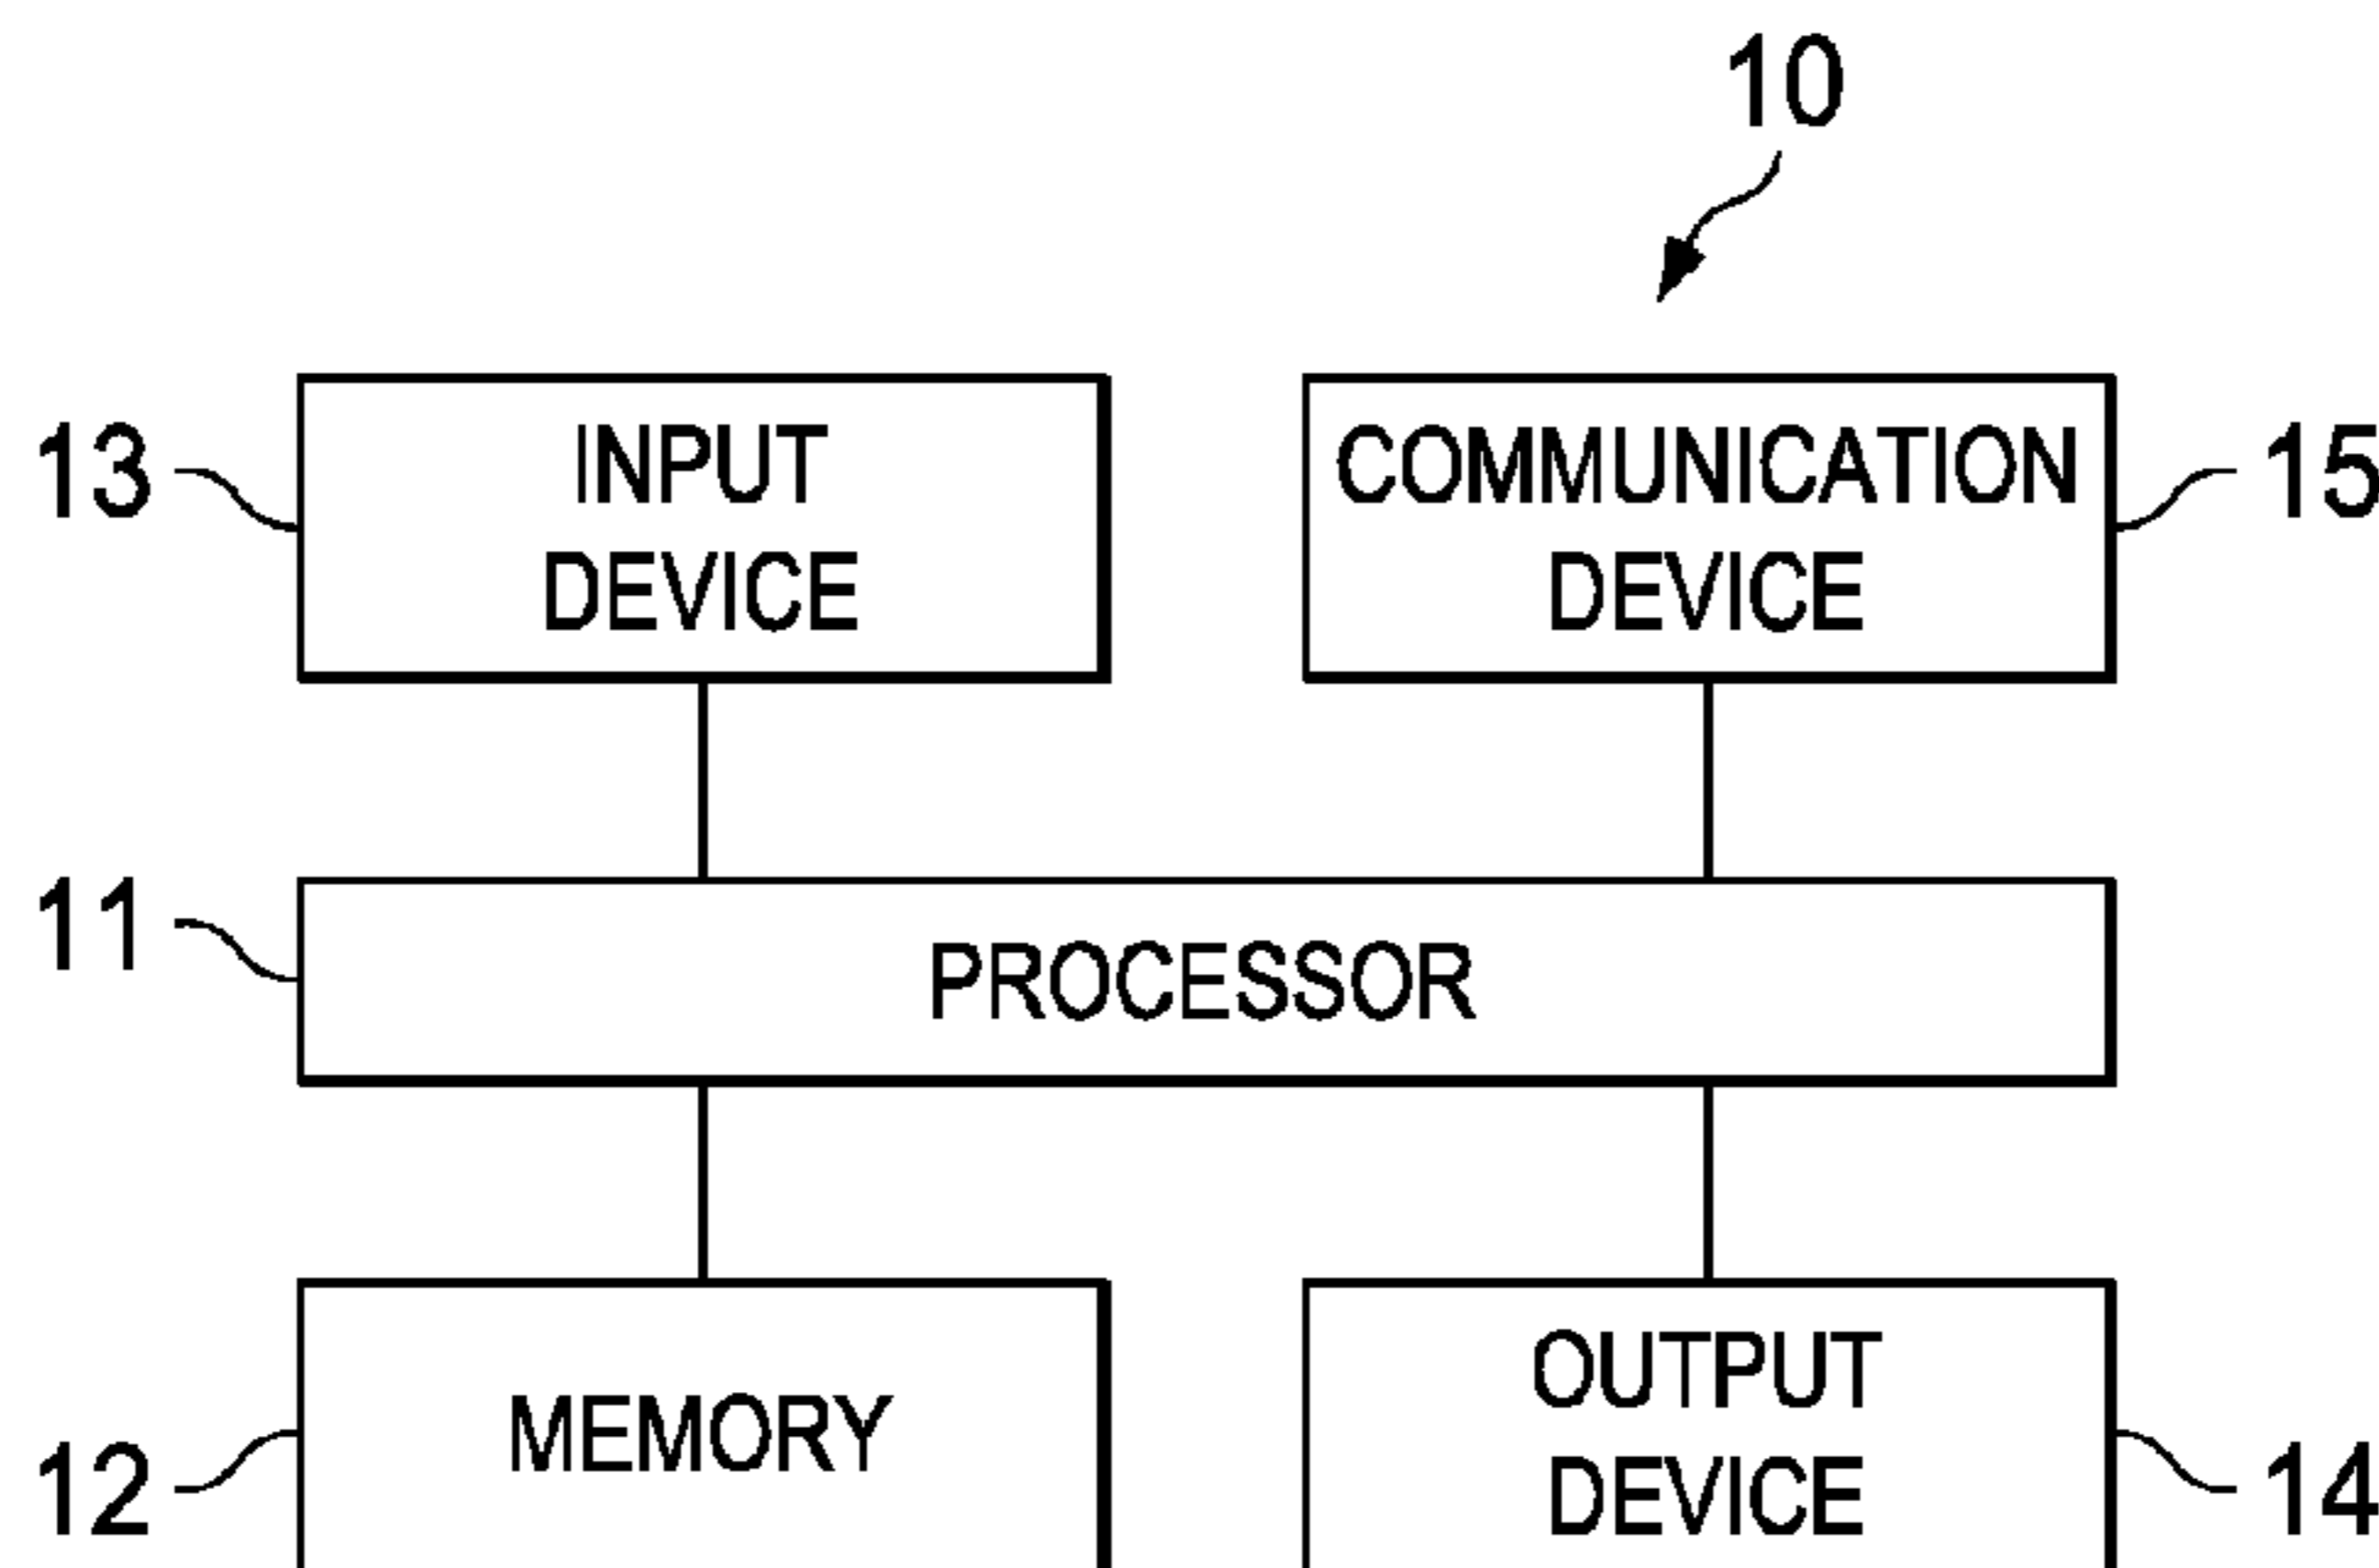 10
13
INPUT
DEVICE
COMMUNICATION
DEVICE
15
11
PROCESSOR
12
MEMORY
OUTPUT
DEVICE
14